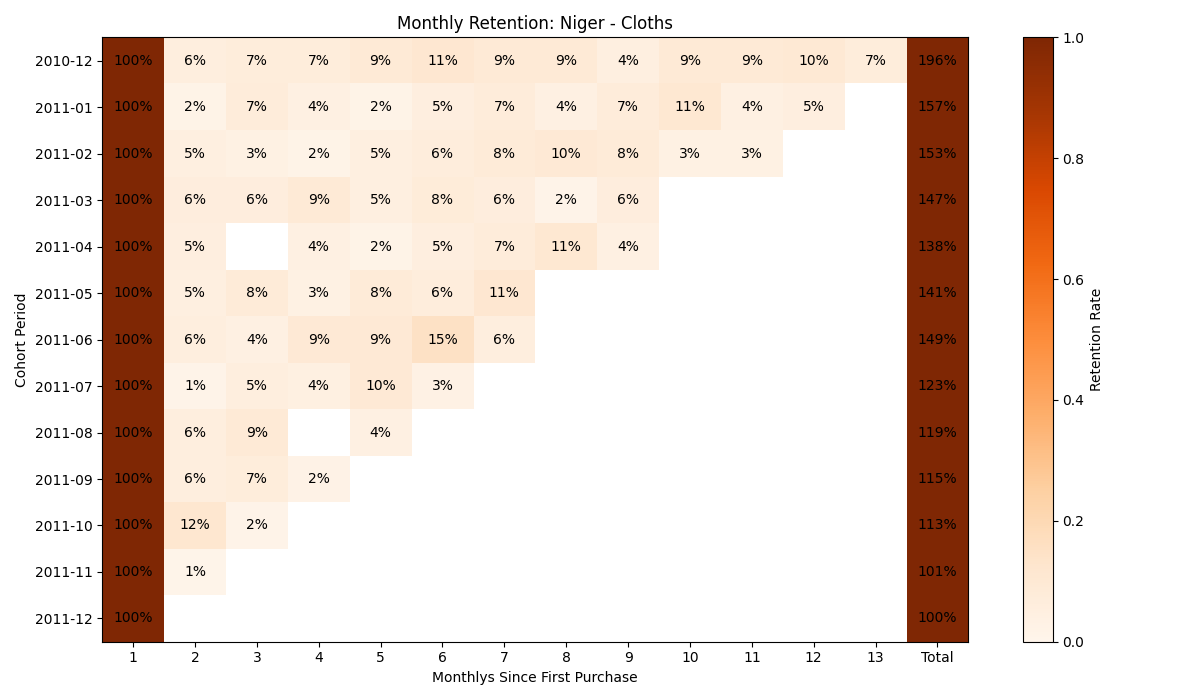 Monthly Retention: Niger - Cloths
2010-12 100% 6% 7% 7% 9% 11% 9% 9% 4% 9% 9% 10% 7% 196%
2011-01 100% 2% 7% 4% 2% 5% 7% 4% 7% 11% 4% 5% 157%
2011-02 100% 5% 3% 2% 5% 6% 8% 10% 8% 3% 3% 153%
2011-03 100% 6% 6% 9% 5% 8% 6% 2% 6% 147%
2011-04 100% 5% 4% 2% 5% 7% 11% 4% 138%
2011-05 100% 5% 8% 3% 8% 6% 11% 141%
2011-06 100% 6% 4% 9% 9% 15% 6% 149%
2011-07 100% 1% 5% 4% 10% 3% 123%
2011-08 100% 6% 9% 4% 119%
2011-09 100% 6% 7% 2% 115%
2011-10 100% 12% 2% 113%
2011-11 100% 1% 101%
2011-12 100% 100%
1 2 3 4 5 6 7 8 9 10 11 12 13 Total
Monthlys Since First Purchase
Cohort Period
1.0
0.8
0.6
0.4
0.2
0.0
Retention Rate